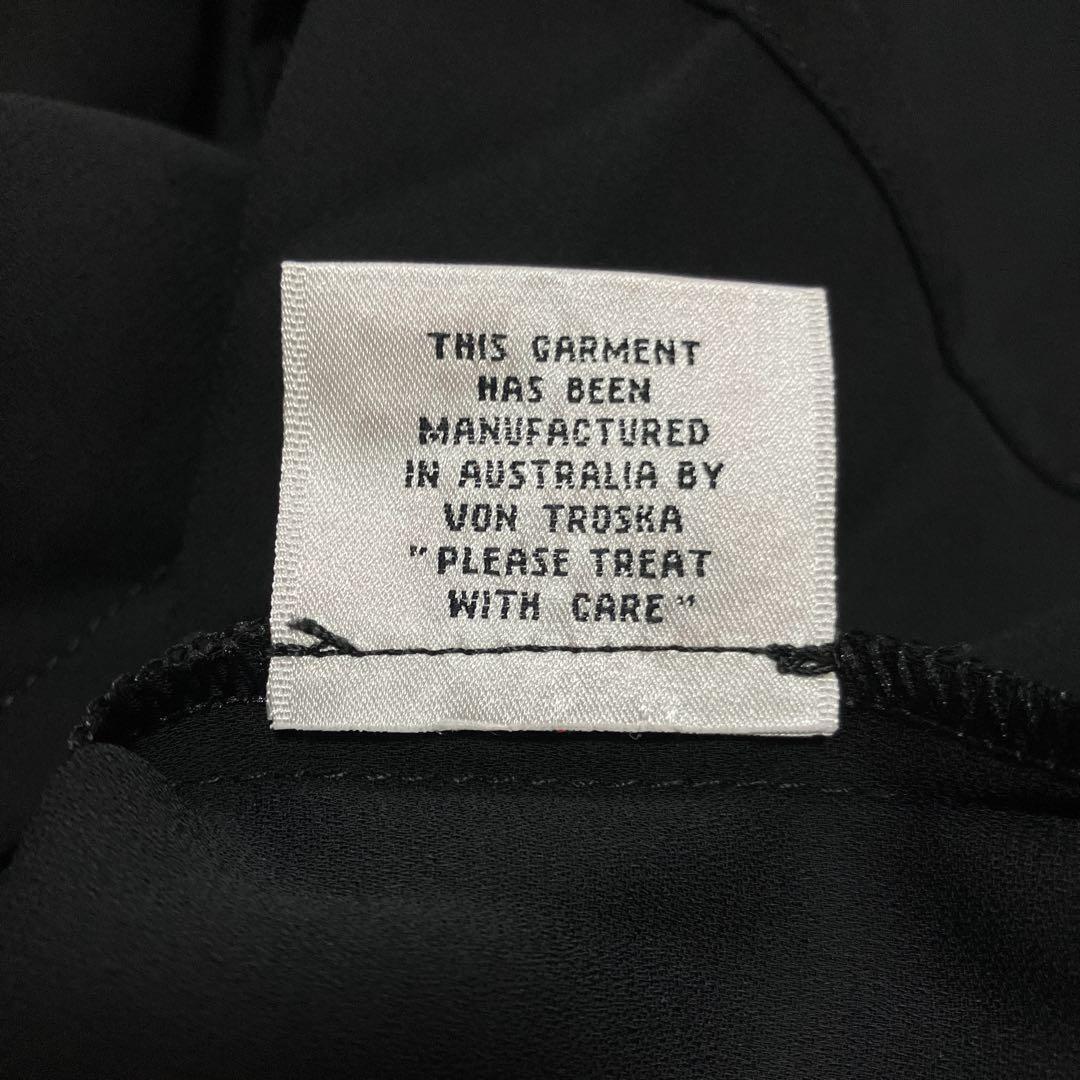 THIS GARMENT
HAS BEEN
MANUFACTURED
IN AUSTRALIA BY
VON TROSKA
"PLEASE TREAT
WITH CARE"